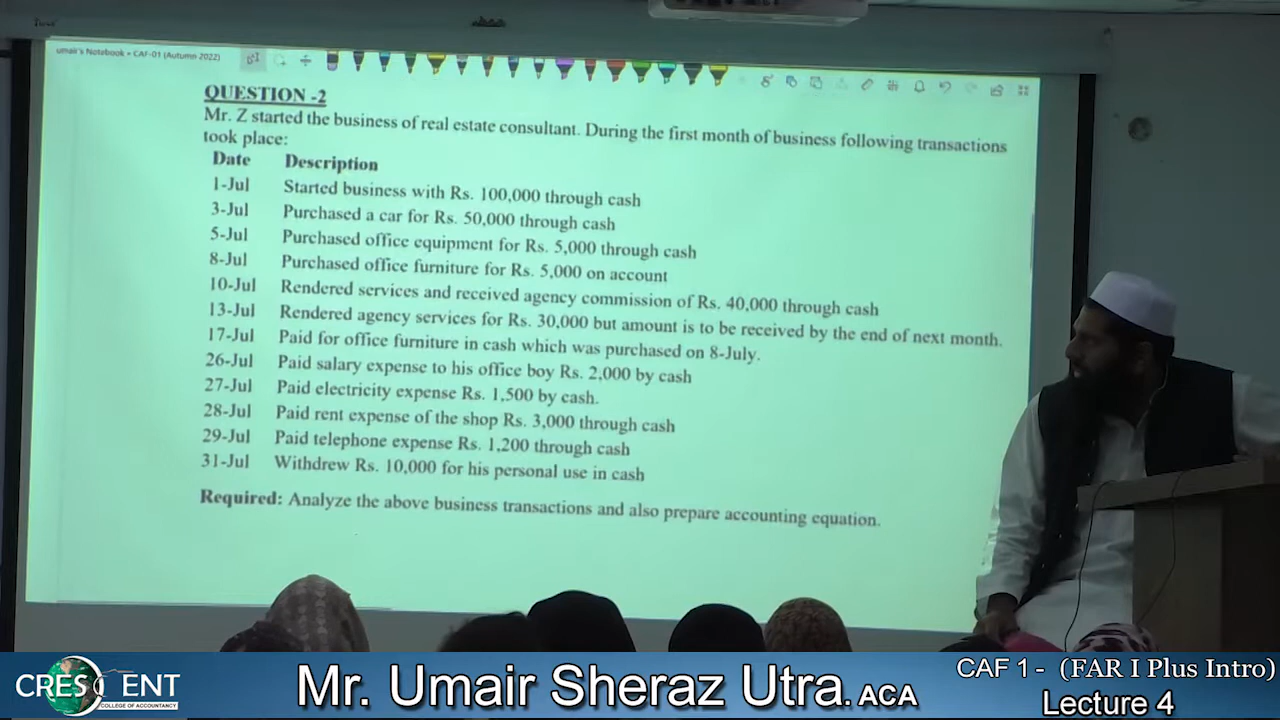 umair's Notebook » CAF-01 (Autumn 2022)
QUESTION -2
Mr. Z started the business of real estate consultant. During the first month of business following transactions
took place:
Date Description
1-Jul Started business with Rs. 100,000 through cash
3-Jul Purchased a car for Rs. 50,000 through cash
5-Jul Purchased office equipment for Rs. 5,000 through cash
8-Jul Purchased office furniture for Rs. 5,000 on account
10-Jul Rendered services and received agency commission of Rs. 40,000 through cash
13-Jul Rendered agency services for Rs. 30,000 but amount is to be received by the end of next month.
17-Jul Paid for office furniture in cash which was purchased on 8-July.
26-Jul Paid salary expense to his office boy Rs. 2,000 by cash
27-Jul Paid electricity expense Rs. 1,500 by cash.
28-Jul Paid rent expense of the shop Rs. 3,000 through cash
29-Jul Paid telephone expense Rs. 1,200 through cash
31-Jul Withdrew Rs. 10,000 for his personal use in cash
Required: Analyze the above business transactions and also prepare accounting equation.
CRESCENT
COLLEGE OF ACCOUNTANCY
Mr. Umair Sheraz Utra. ACA
CAF 1 - (FAR I Plus Intro)
Lecture 4